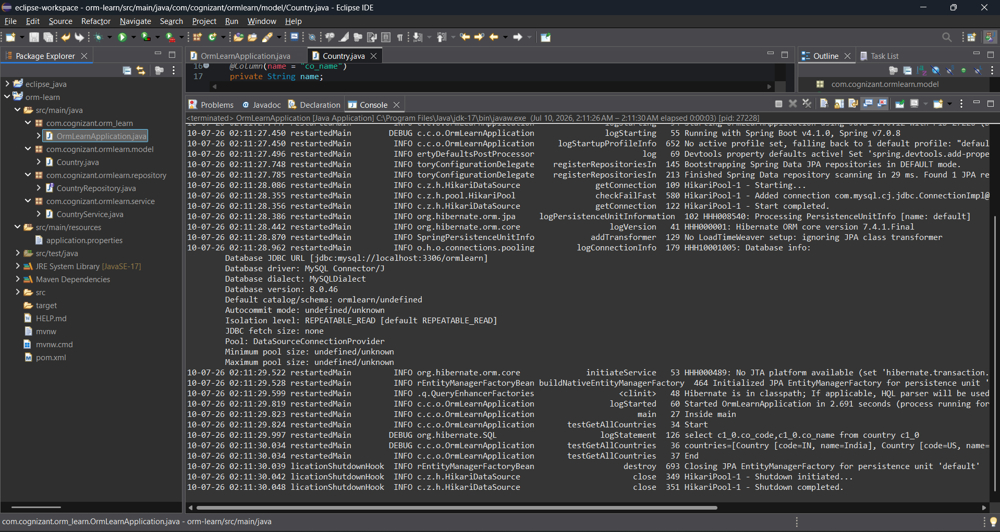 eclipse-workspace - orm-learn/src/main/java/com/cognizant/ormlearn/model/Country.java - Eclipse IDE
File Edit Source Refactor Navigate Search Project Run Window Help
Package Explorer
eclipse_java
orm-learn
src/main/java
com.cognizant.orm_learn
OrmLearnApplication.java
com.cognizant.ormlearn.model
Country.java
com.cognizant.ormlearn.repository
CountryRepository.java
com.cognizant.ormlearn.service
CountryService.java
src/main/resources
application.properties
src/test/java
JRE System Library [JavaSE-17]
Maven Dependencies
src
target
HELP.md
mvnw
mvnw.cmd
pom.xml
OrmLearnApplication.java Country.java
16 @Column(name = "co_name")
17 private String name;
Outline Task List
com.cognizant.ormlearn.model
Problems Javadoc Declaration Console
<terminated> OrmLearnApplication [Java Application] C:\Program Files\Java\jdk-17\bin\javaw.exe (Jul 10, 2026, 2:11:26 AM – 2:11:30 AM elapsed 0:00:03) [pid: 27228]
10-07-26 02:11:27.450 restartedMain DEBUG c.c.o.OrmLearnApplication logStarting 55 Running with Spring Boot v4.1.0, Spring v7.0.8
10-07-26 02:11:27.450 restartedMain INFO c.c.o.OrmLearnApplication logStartupProfileInfo 652 No active profile set, falling back to 1 default profile: "defaul
10-07-26 02:11:27.496 restartedMain INFO ertyDefaultsPostProcessor log 69 Devtools property defaults active! Set 'spring.devtools.add-prope
10-07-26 02:11:27.748 restartedMain INFO toryConfigurationDelegate registerRepositoriesIn 145 Bootstrapping Spring Data JPA repositories in DEFAULT mode.
10-07-26 02:11:27.785 restartedMain INFO toryConfigurationDelegate registerRepositoriesIn 213 Finished Spring Data repository scanning in 29 ms. Found 1 JPA re
10-07-26 02:11:28.086 restartedMain INFO c.z.h.HikariDataSource getConnection 109 HikariPool-1 - Starting...
10-07-26 02:11:28.355 restartedMain INFO c.z.h.pool.HikariPool checkFailFast 580 HikariPool-1 - Added connection com.mysql.cj.jdbc.ConnectionImpl@
10-07-26 02:11:28.356 restartedMain INFO c.z.h.HikariDataSource getConnection 122 HikariPool-1 - Start completed.
10-07-26 02:11:28.386 restartedMain INFO org.hibernate.orm.jpa logPersistenceUnitInformation 102 HHH008540: Processing PersistenceUnitInfo [name: default]
10-07-26 02:11:28.442 restartedMain INFO org.hibernate.orm.core logVersion 41 HHH000001: Hibernate ORM core version 7.4.1.Final
10-07-26 02:11:28.870 restartedMain INFO SpringPersistenceUnitInfo addTransformer 129 No LoadTimeWeaver setup: ignoring JPA class transformer
10-07-26 02:11:28.962 restartedMain INFO o.h.o.connections.pooling logConnectionInfo 179 HHH10001005: Database info:
Database JDBC URL [jdbc:mysql://localhost:3306/ormlearn]
Database driver: MySQL Connector/J
Database dialect: MySQLDialect
Database version: 8.0.46
Default catalog/schema: ormlearn/undefined
Autocommit mode: undefined/unknown
Isolation level: REPEATABLE_READ [default REPEATABLE_READ]
JDBC fetch size: none
Pool: DataSourceConnectionProvider
Minimum pool size: undefined/unknown
Maximum pool size: undefined/unknown
10-07-26 02:11:29.522 restartedMain INFO org.hibernate.orm.core initiateService 53 HHH000489: No JTA platform available (set 'hibernate.transaction.
10-07-26 02:11:29.528 restartedMain INFO rEntityManagerFactoryBean buildNativeEntityManagerFactory 464 Initialized JPA EntityManagerFactory for persistence unit '
10-07-26 02:11:29.599 restartedMain INFO .q.QueryEnhancerFactories <clinit> 48 Hibernate is in classpath; If applicable, HQL parser will be used
10-07-26 02:11:29.819 restartedMain INFO c.c.o.OrmLearnApplication logStarted 60 Started OrmLearnApplication in 2.691 seconds (process running for
10-07-26 02:11:29.823 restartedMain INFO c.c.o.OrmLearnApplication main 27 Inside main
10-07-26 02:11:29.824 restartedMain INFO c.c.o.OrmLearnApplication testGetAllCountries 34 Start
10-07-26 02:11:29.997 restartedMain DEBUG org.hibernate.SQL logStatement 126 select c1_0.co_code,c1_0.co_name from country c1_0
10-07-26 02:11:30.034 restartedMain DEBUG c.c.o.OrmLearnApplication testGetAllCountries 36 countries=[Country [code=IN, name=India], Country [code=US, name=
10-07-26 02:11:30.034 restartedMain INFO c.c.o.OrmLearnApplication testGetAllCountries 37 End
10-07-26 02:11:30.039 licationShutdownHook INFO rEntityManagerFactoryBean destroy 693 Closing JPA EntityManagerFactory for persistence unit 'default'
10-07-26 02:11:30.042 licationShutdownHook INFO c.z.h.HikariDataSource close 349 HikariPool-1 - Shutdown initiated...
10-07-26 02:11:30.048 licationShutdownHook INFO c.z.h.HikariDataSource close 351 HikariPool-1 - Shutdown completed.
com.cognizant.orm_learn.OrmLearnApplication.java - orm-learn/src/main/java